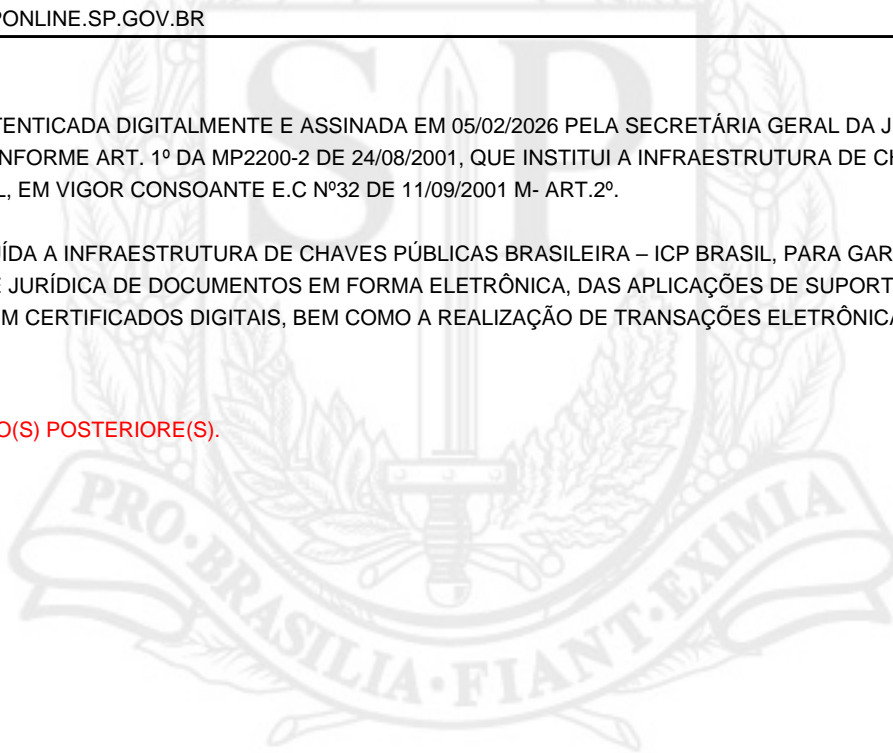 PONLINE.SP.GOV.BR
TENTICADA DIGITALMENTE E ASSINADA EM 05/02/2026 PELA SECRETÁRIA GERAL DA J
NFORME ART. 1º DA MP2200-2 DE 24/08/2001, QUE INSTITUI A INFRAESTRUTURA DE CH
L, EM VIGOR CONSOANTE E.C Nº32 DE 11/09/2001 M- ART.2º.
UÍDA A INFRAESTRUTURA DE CHAVES PÚBLICAS BRASILEIRA – ICP BRASIL, PARA GAR
E JURÍDICA DE DOCUMENTOS EM FORMA ELETRÔNICA, DAS APLICAÇÕES DE SUPORT
EM CERTIFICADOS DIGITAIS, BEM COMO A REALIZAÇÃO DE TRANSAÇÕES ELETRÔNICA
O(S) POSTERIORE(S).
SP
PRO·BRASILIA·FIANT·EXIMIA